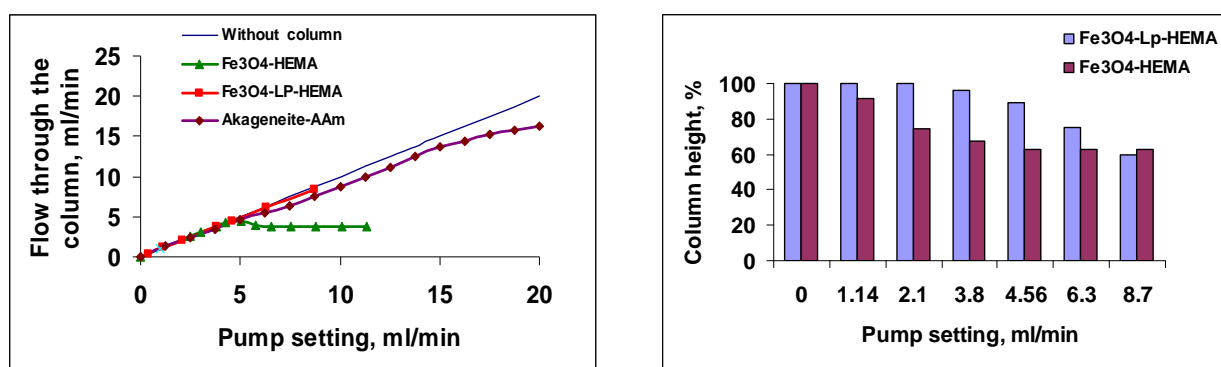 Without column
Fe3O4-HEMA
Fe3O4-LP-HEMA
Akageneite-AAm
Flow through the
column, ml/min
25
20
15
10
5
0
0 5 10 15 20
Pump setting, ml/min
Fe3O4-Lp-HEMA
Fe3O4-HEMA
Column height, %
100
80
60
40
20
0
0 1.14 2.1 3.8 4.56 6.3 8.7
Pump setting, ml/min